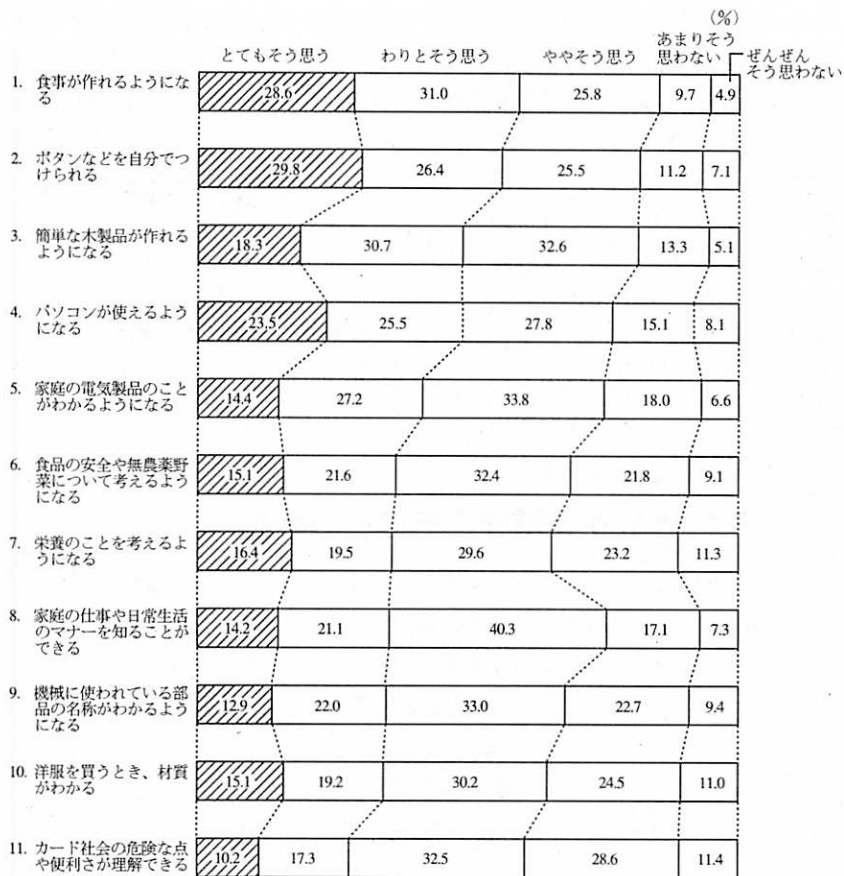 (%)
とてもそう思う
わりとそう思う
ややそう思う
あまりそう
思わない
ぜんぜん
そう思わない
1. 食事が作れるようにな
る
28.6 31.0 25.8 9.7 4.9
2. ボタンなどを自分でつ
けられる
29.8 26.4 25.5 11.2 7.1
3. 簡単な木製品が作れる
ようになる
18.3 30.7 32.6 13.3 5.1
4. パソコンが使えるよう
になる
23.5 25.5 27.8 15.1 8.1
5. 家庭の電気製品のこと
がわかるようになる
14.4 27.2 33.8 18.0 6.6
6. 食品の安全や無農薬野
菜について考えるよう
になる
15.1 21.6 32.4 21.8 9.1
7. 栄養のことを考えるよ
うになる
16.4 19.5 29.6 23.2 11.3
8. 家庭の仕事や日常生活
のマナーを知ることが
できる
14.2 21.1 40.3 17.1 7.3
9. 機械に使われている部
品の名称がわかるよう
になる
12.9 22.0 33.0 22.7 9.4
10. 洋服を買うとき、材質
がわかる
15.1 19.2 30.2 24.5 11.0
11. カード社会の危険な点
や便利さが理解できる
10.2 17.3 32.5 28.6 11.4